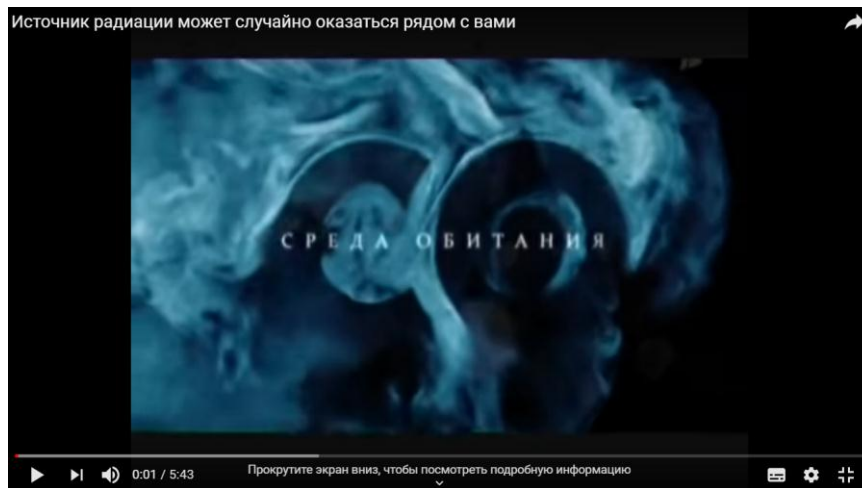 Источник радиации может случайно оказаться рядом с вами
СРЕДА ОБИТАНИЯ
0:01 / 5:43
Прокрутите экран вниз, чтобы посмотреть подробную информацию